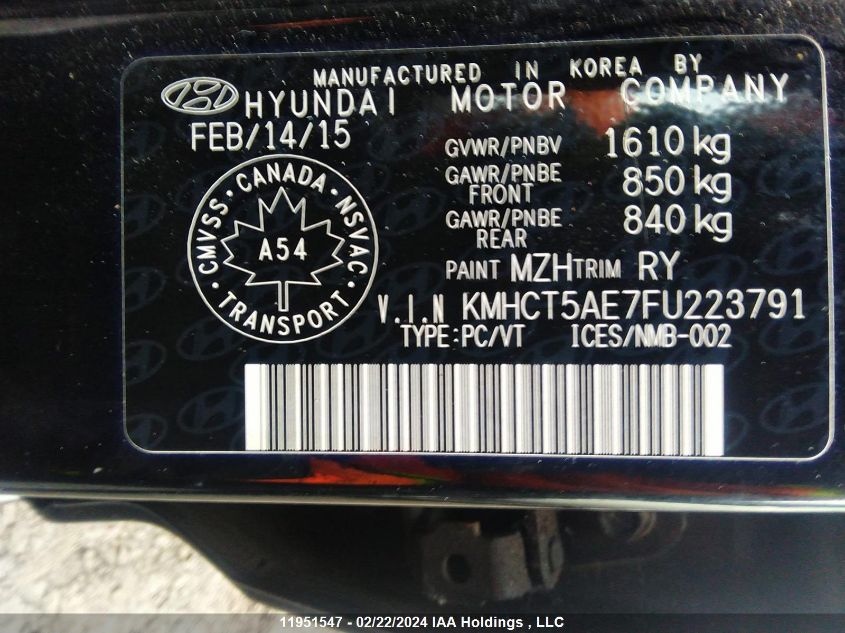 MANUFACTURED IN KOREA BY
HYUNDAI MOTOR COMPANY
FEB/14/15
GVWR/PNBV 1610 kg
GAWR/PNBE FRONT 850 kg
GAWR/PNBE REAR 840 kg
CMVSS · CANADA · NSVAC · TRANSPORT ·
A54
PAINT MZH TRIM RY
V.I.N KMHCT5AE7FU223791
TYPE:PC/VT ICES/NMB-002
11951547 - 02/22/2024 IAA Holdings , LLC